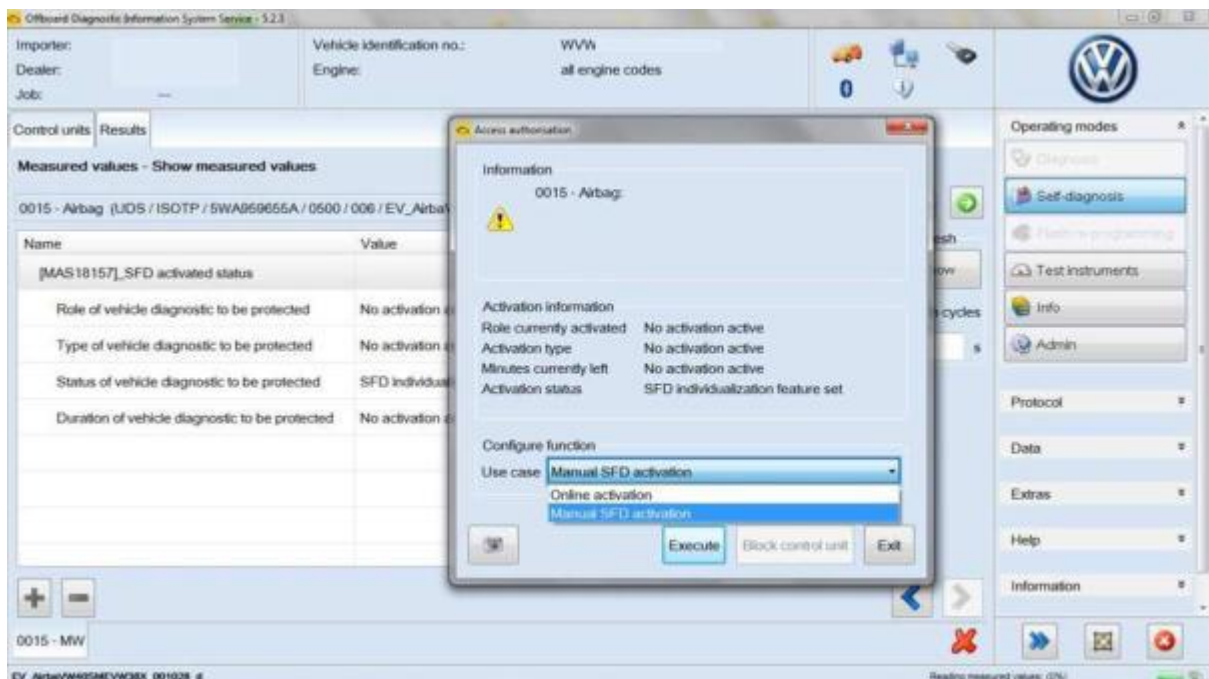 Offboard Diagnostic Information System Service - 5.2.3
Importer:
Dealer:
Job: ---
Vehicle identification no.: WVW
Engine: all engine codes
0
Control units Results
Measured values - Show measured values
0015 - Airbag (UDS / ISOTP / 5WA959655A / 0500 / 006 /
Name Value
[MAS18157]_SFD activated status
Role of vehicle diagnostic to be protected No activation
Type of vehicle diagnostic to be protected No activation
Status of vehicle diagnostic to be protected SFD
Duration of vehicle diagnostic to be protected No activation
cycles
s
Access authorisation
Information
0015 - Airbag:
Activation information
Role currently activated No activation active
Activation type No activation active
Minutes currently left No activation active
Activation status SFD individualization feature set
Configure function
Use case Manual SFD activation
Online activation
Manual SFD activation
Execute Block control unit Exit
Operating modes
Diagnosis
Self-diagnosis
Test instruments
Info
Admin
Protocol
Data
Extras
Help
Information
0015 - MW
Reading measured values: (0%)